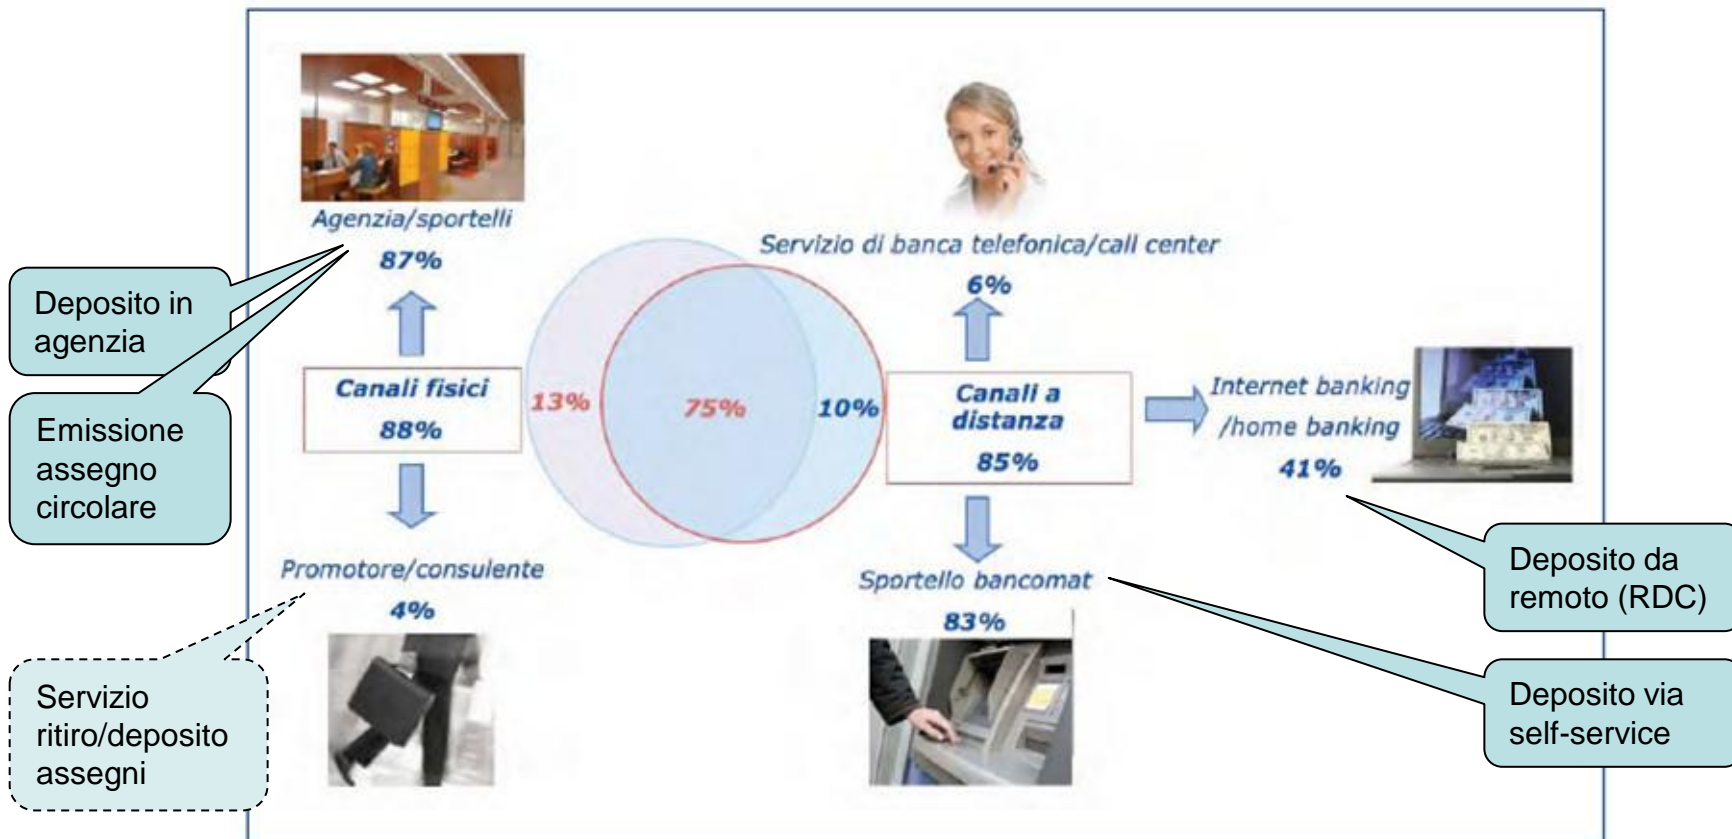 Agenzia/sportelli
87%
Servizio di banca telefonica/call center
6%
Deposito in
agenzia
Emissione
assegno
circolare
Canali fisici
88%
13%
75%
10%
Canali a
distanza
85%
Internet banking
/home banking
41%
Promotore/consulente
4%
Sportello bancomat
83%
Deposito da
remoto (RDC)
Servizio
ritiro/deposito
assegni
Deposito via
self-service